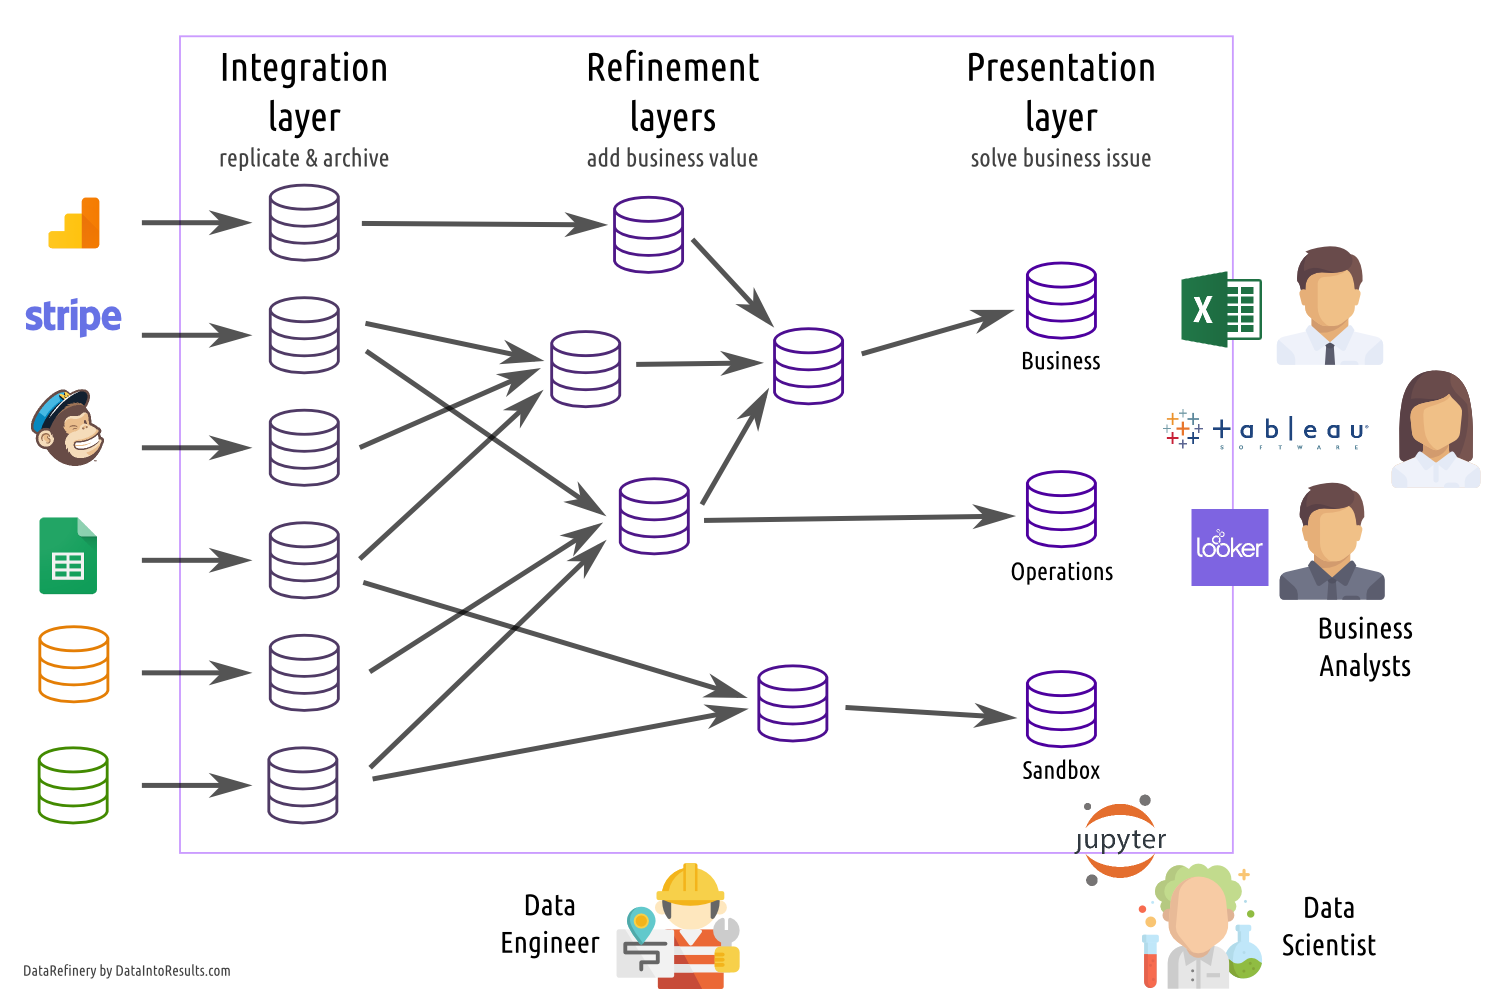 Integration
layer
replicate & archive
Refinement
layers
add business value
Presentation
layer
solve business issue
stripe
X
Business
+ableau
SOFTWARE
Operations
looker
Business
Analysts
Sandbox
jupyter
Data
Engineer
Data
Scientist
DataRefinery by DataIntoResults.com